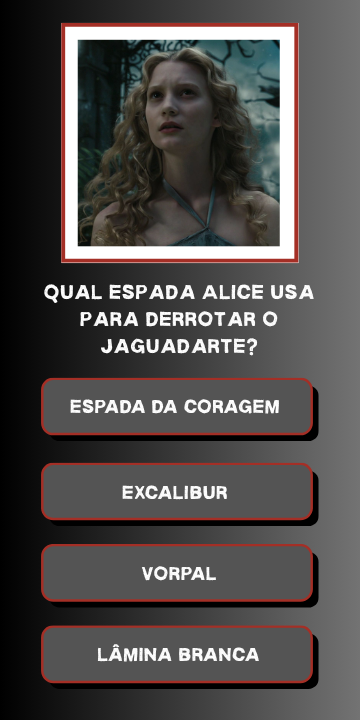 QUAL ESPADA ALICE USA
PARA DERROTAR O
JAGUADARTE?
ESPADA DA CORAGEM
EXCALIBUR
VORPAL
LÂMINA BRANCA